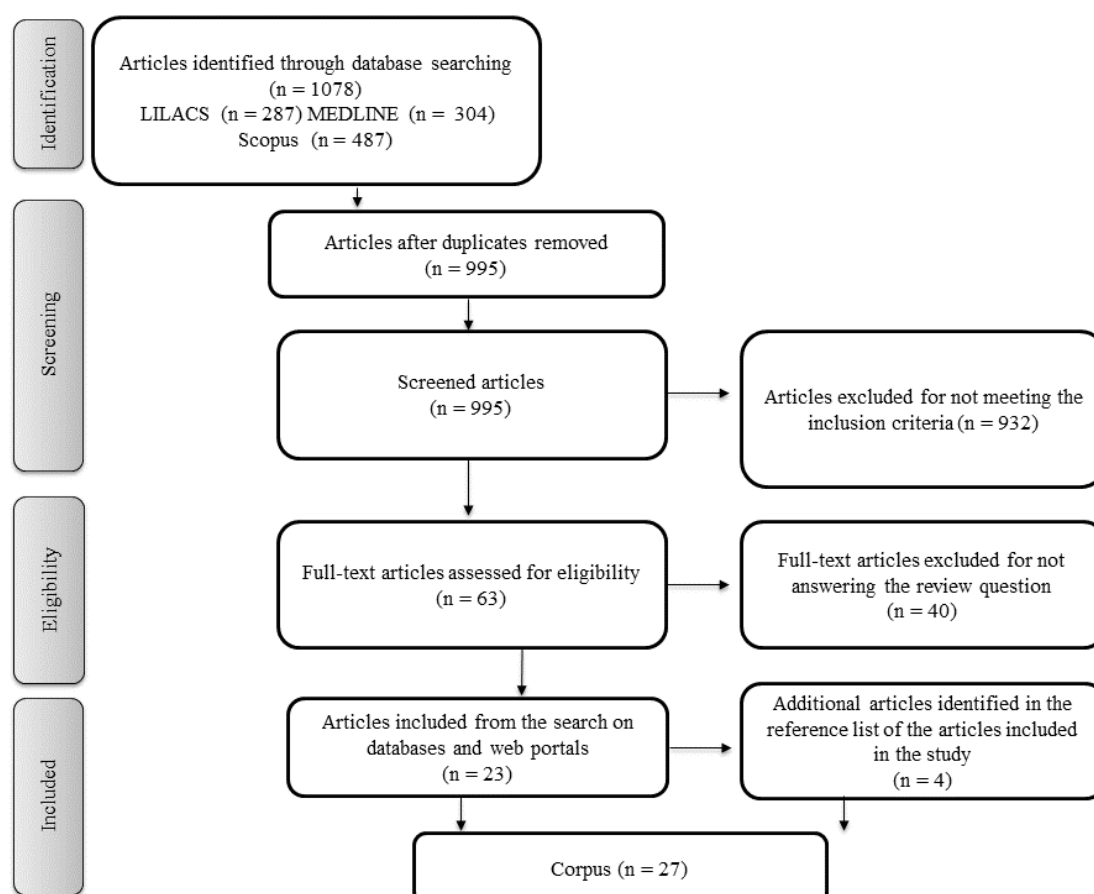 Identification
Articles identified through database searching
(n = 1078)
LILACS (n = 287) MEDLINE (n = 304)
Scopus (n = 487)
Screening
Articles after duplicates removed
(n = 995)
Screened articles
(n = 995)
Articles excluded for not meeting the
inclusion criteria (n = 932)
Eligibility
Full-text articles assessed for eligibility
(n = 63)
Full-text articles excluded for not
answering the review question
(n = 40)
Included
Articles included from the search on
databases and web portals
(n = 23)
Additional articles identified in the
reference list of the articles included
in the study
(n = 4)
Corpus (n = 27)